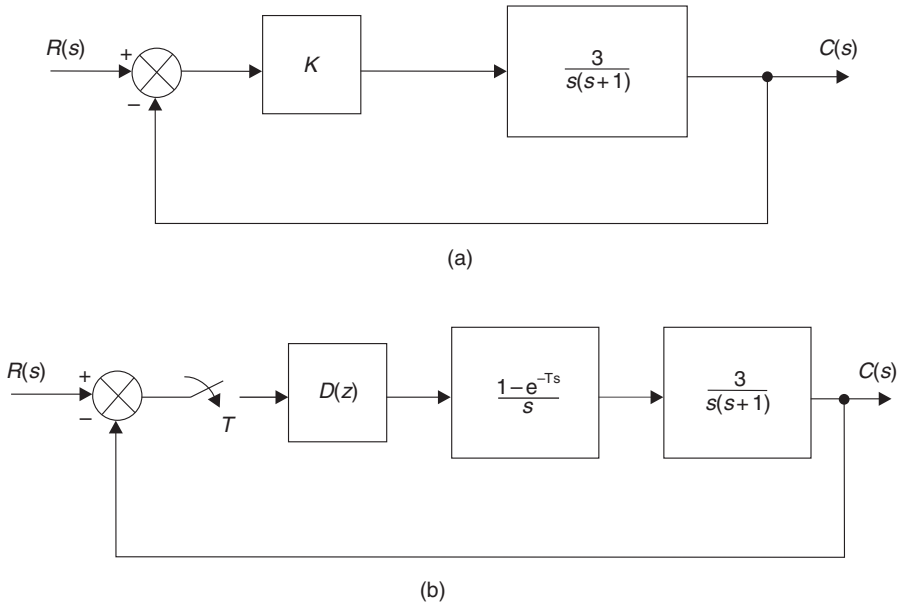 R(s)
+
−
K
3
s(s+1)
C(s)
(a)
R(s)
+
−
T
D(z)
1−e^−Ts
s
3
s(s+1)
C(s)
(b)